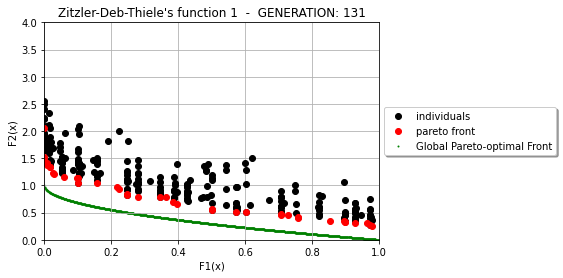 Zitzler-Deb-Thiele's function 1 - GENERATION: 131
4.0
3.5
3.0
2.5
2.0
1.5
1.0
0.5
0.0
F2(x)
0.0 0.2 0.4 0.6 0.8 1.0
F1(x)
individuals
pareto front
Global Pareto-optimal Front